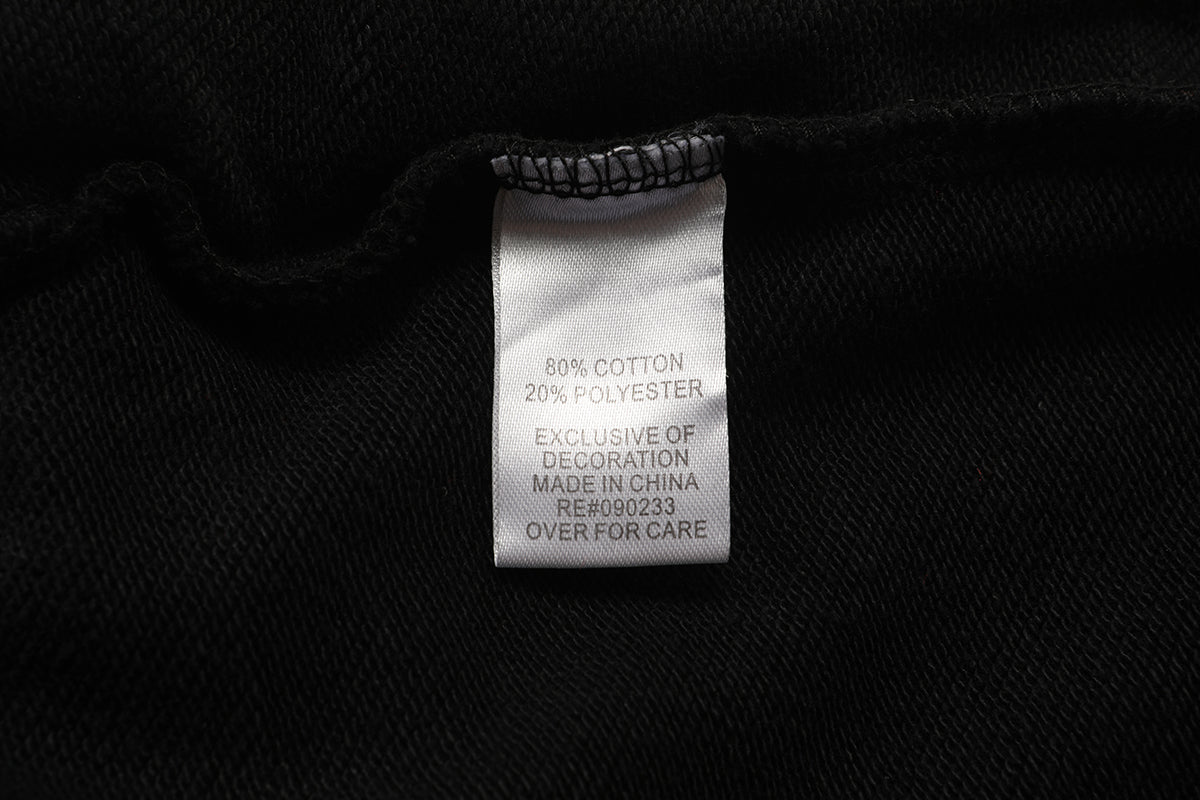 80% COTTON
20% POLYESTER
EXCLUSIVE OF
DECORATION
MADE IN CHINA
RE#090233
OVER FOR CARE